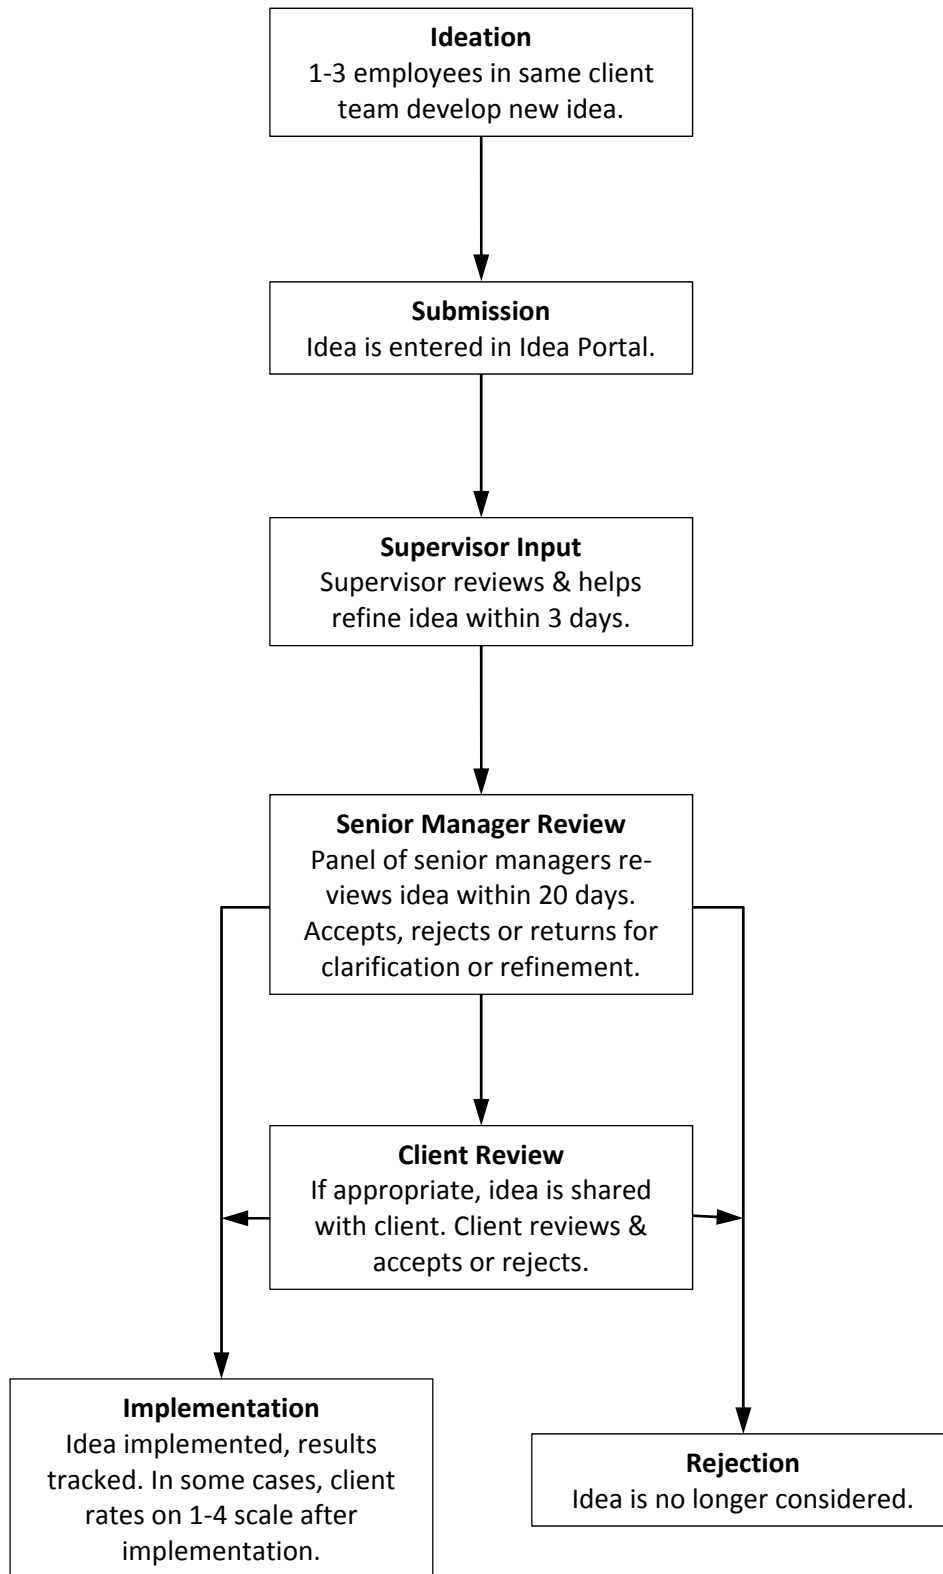 Ideation
1-3 employees in same client
team develop new idea.
Submission
Idea is entered in Idea Portal.
Supervisor Input
Supervisor reviews & helps
refine idea within 3 days.
Senior Manager Review
Panel of senior managers re-
views idea within 20 days.
Accepts, rejects or returns for
clarification or refinement.
Client Review
If appropriate, idea is shared
with client. Client reviews &
accepts or rejects.
Implementation
Idea implemented, results
tracked. In some cases, client
rates on 1-4 scale after
implementation.
Rejection
Idea is no longer considered.